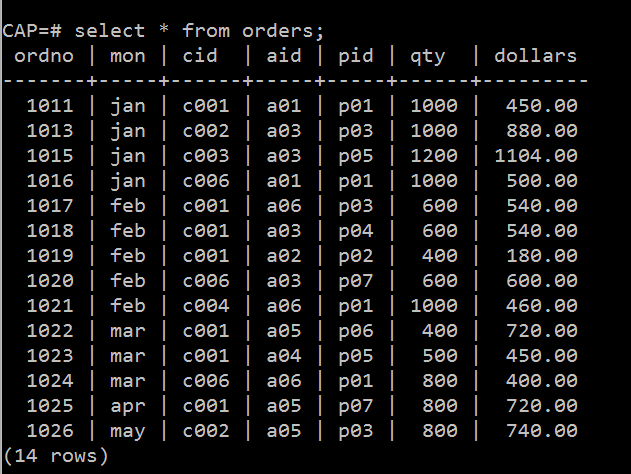 CAP=# select * from orders;
 ordno | mon | cid  | aid | pid | qty  | dollars
-------+-----+------+-----+-----+------+---------
  1011 | jan | c001 | a01 | p01 | 1000 |  450.00
  1013 | jan | c002 | a03 | p03 | 1000 |  880.00
  1015 | jan | c003 | a03 | p05 | 1200 | 1104.00
  1016 | jan | c006 | a01 | p01 | 1000 |  500.00
  1017 | feb | c001 | a06 | p03 |  600 |  540.00
  1018 | feb | c001 | a03 | p04 |  600 |  540.00
  1019 | feb | c001 | a02 | p02 |  400 |  180.00
  1020 | feb | c006 | a03 | p07 |  600 |  600.00
  1021 | feb | c004 | a06 | p01 | 1000 |  460.00
  1022 | mar | c001 | a05 | p06 |  400 |  720.00
  1023 | mar | c001 | a04 | p05 |  500 |  450.00
  1024 | mar | c006 | a06 | p01 |  800 |  400.00
  1025 | apr | c001 | a05 | p07 |  800 |  720.00
  1026 | may | c002 | a05 | p03 |  800 |  740.00
(14 rows)